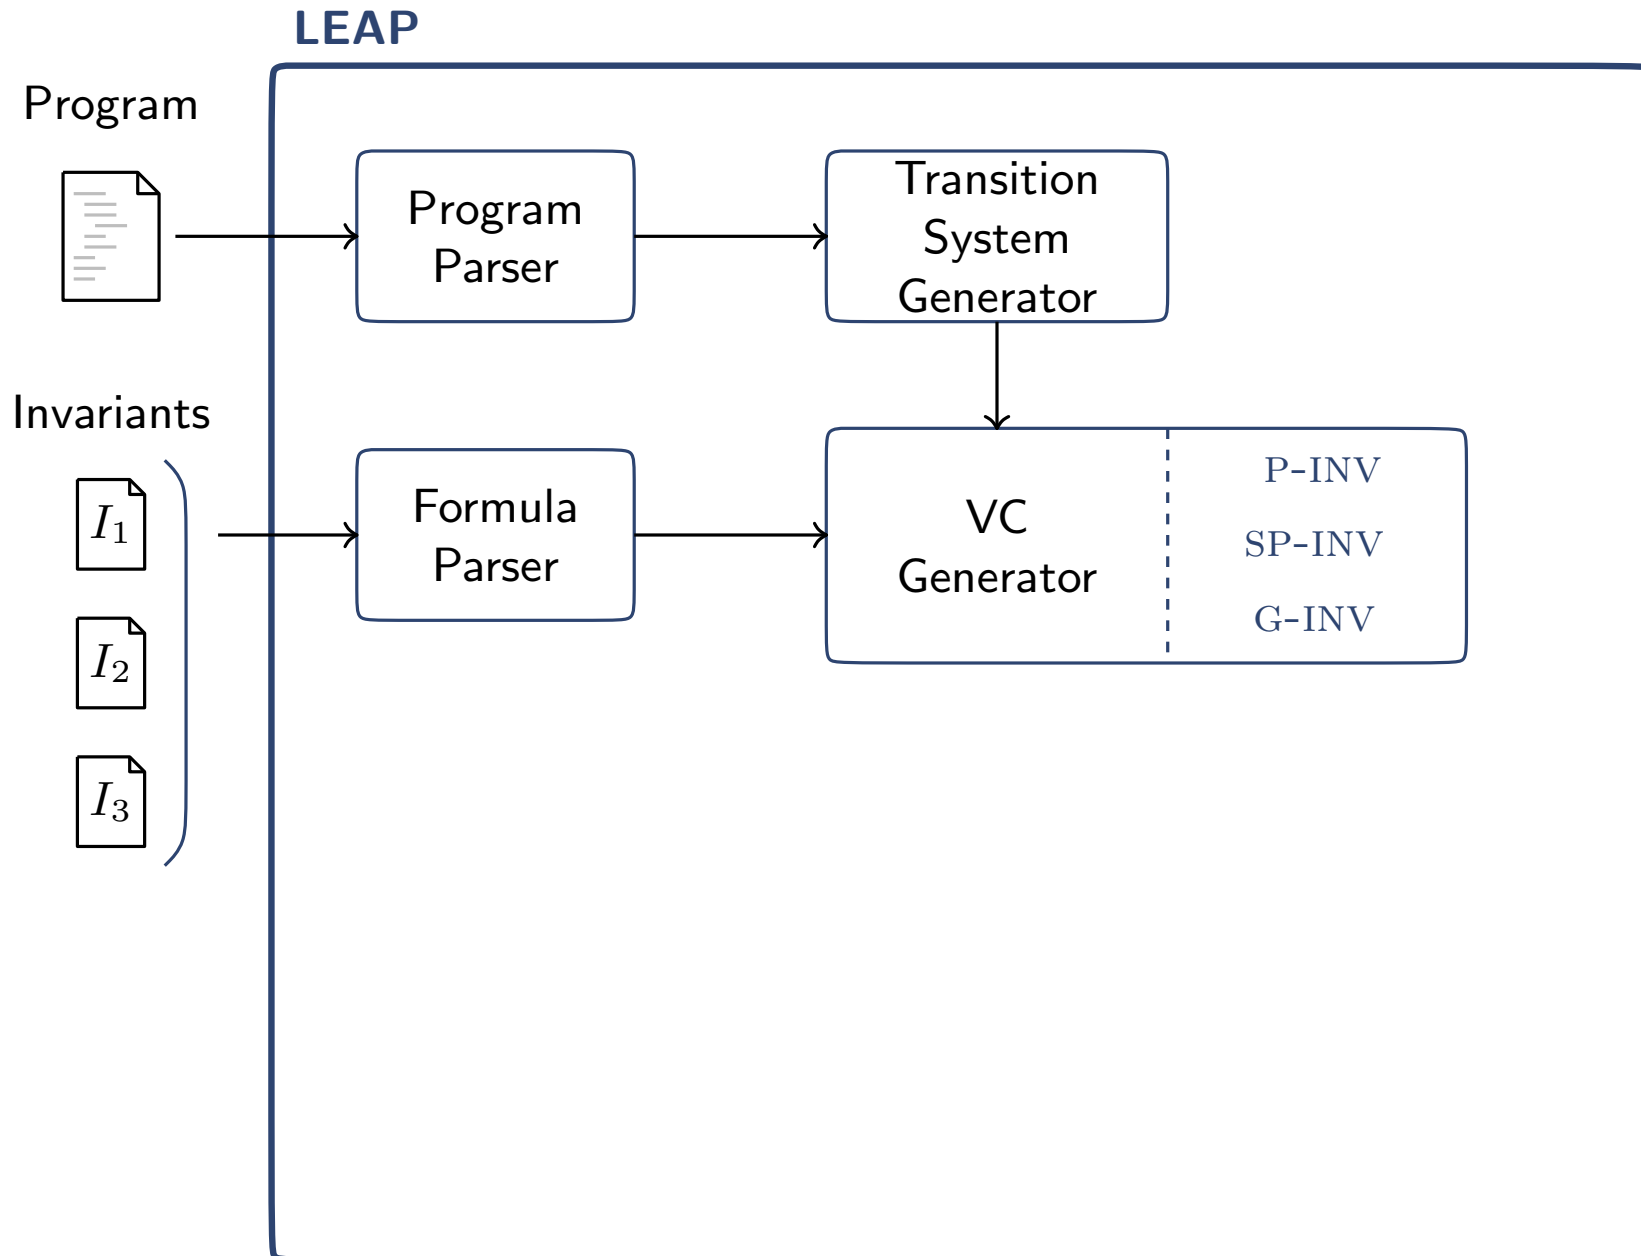 LEAP
Program
Program
Parser
Transition
System
Generator
Invariants
I₁
I₂
I₃
Formula
Parser
VC
Generator
P-INV
SP-INV
G-INV